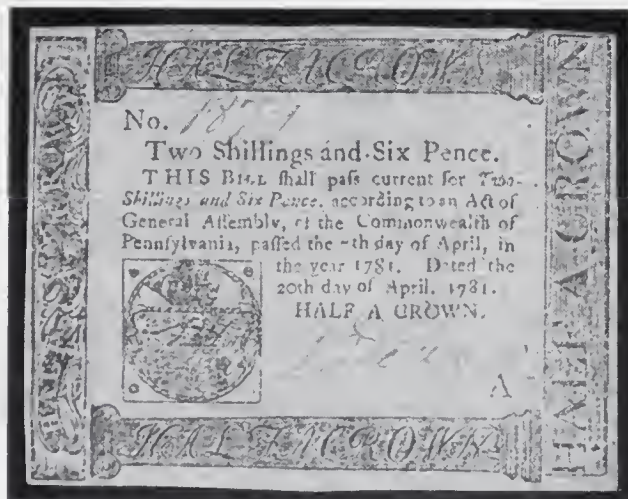 HALF A CROWN
No.
Two Shillings and Six Pence.
THIS BILL ſhall paſs current for Two
Shillings and Six Pence, according to an Act of
General Aſſembly, of the Commonwealth of
Pennſylvania, paſſed the 7th day of April, in
the year 1781. Dated the
20th day of April, 1781.
HALF A CROWN.
A
HALF A CROWN
HALF A CROWN